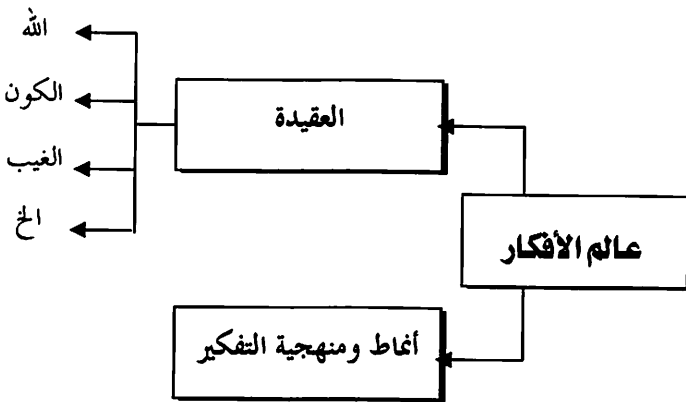 عالم الأفكار
العقيدة
الله
الكون
الغيب
الخ
أنماط ومنهجية التفكير